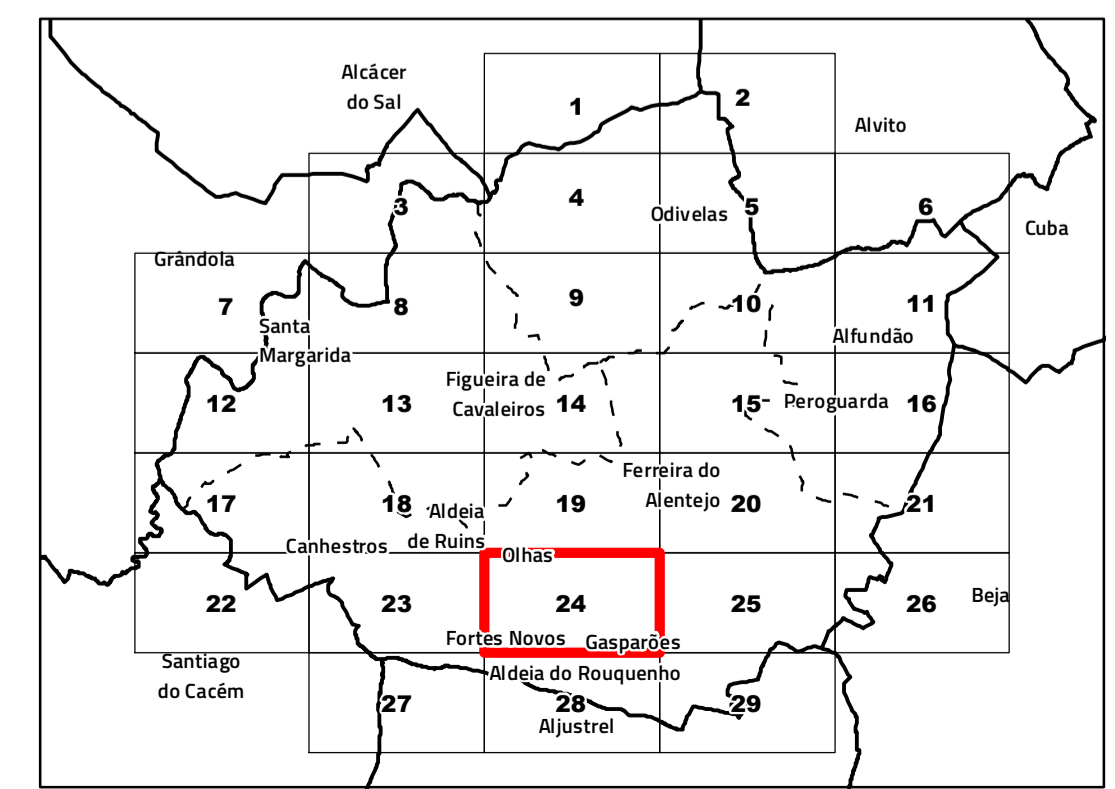 Alcácer
do Sal
1
2
Alvito
3
4
Odivelas
5
6
Cuba
Grândola
7
8
9
10
11
Santa
Margarida
Alfundão
Figueira de
Cavaleiros
12
13
14
15
Peroguarda
16
Ferreira do
Alentejo
17
18
Aldeia
de Ruins
19
20
21
Canhestros
Olhas
22
23
24
25
26
Beja
Fortes Novos
Gasparões
Santiago
do Cacém
Aldeia do Rouquenho
27
28
29
Aljustrel